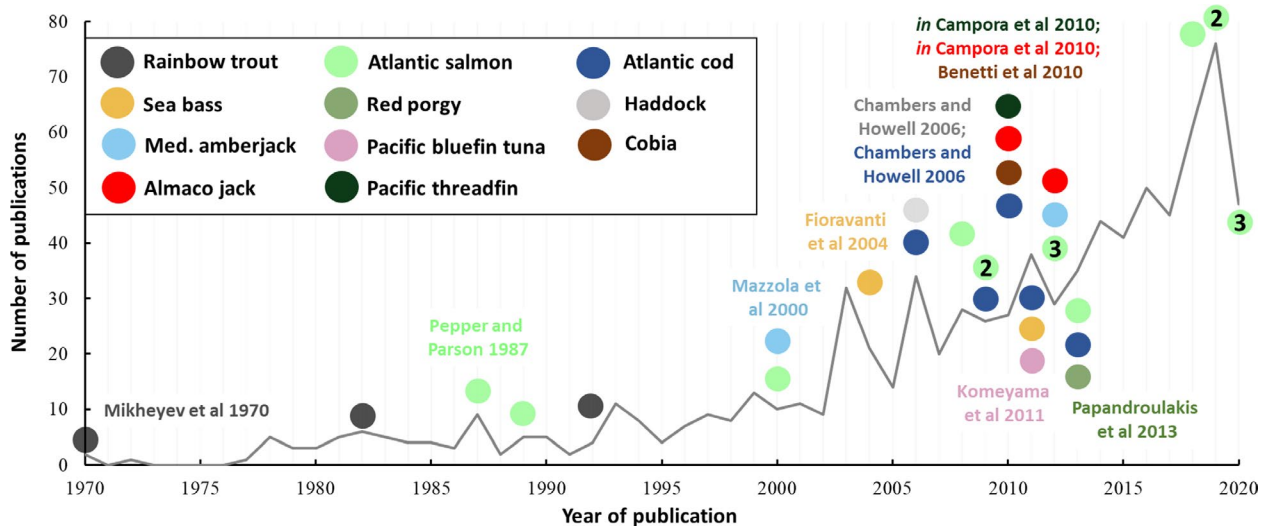 in Campora et al 2010;
in Campora et al 2010;
Benetti et al 2010
2
80
70
60
50
40
30
20
10
0
Number of publications
Rainbow trout
Atlantic salmon
Atlantic cod
Sea bass
Red porgy
Haddock
Med. amberjack
Pacific bluefin tuna
Cobia
Almaco jack
Pacific threadfin
Chambers and
Howell 2006;
Chambers and
Howell 2006
Fioravanti
et al 2004
3
3
2
Mazzola et
al 2000
Pepper and
Parson 1987
Mikheyev et al 1970
Komeyama
et al 2011
Papandroulakis
et al 2013
1970
1975
1980
1985
1990
1995
2000
2005
2010
2015
2020
Year of publication